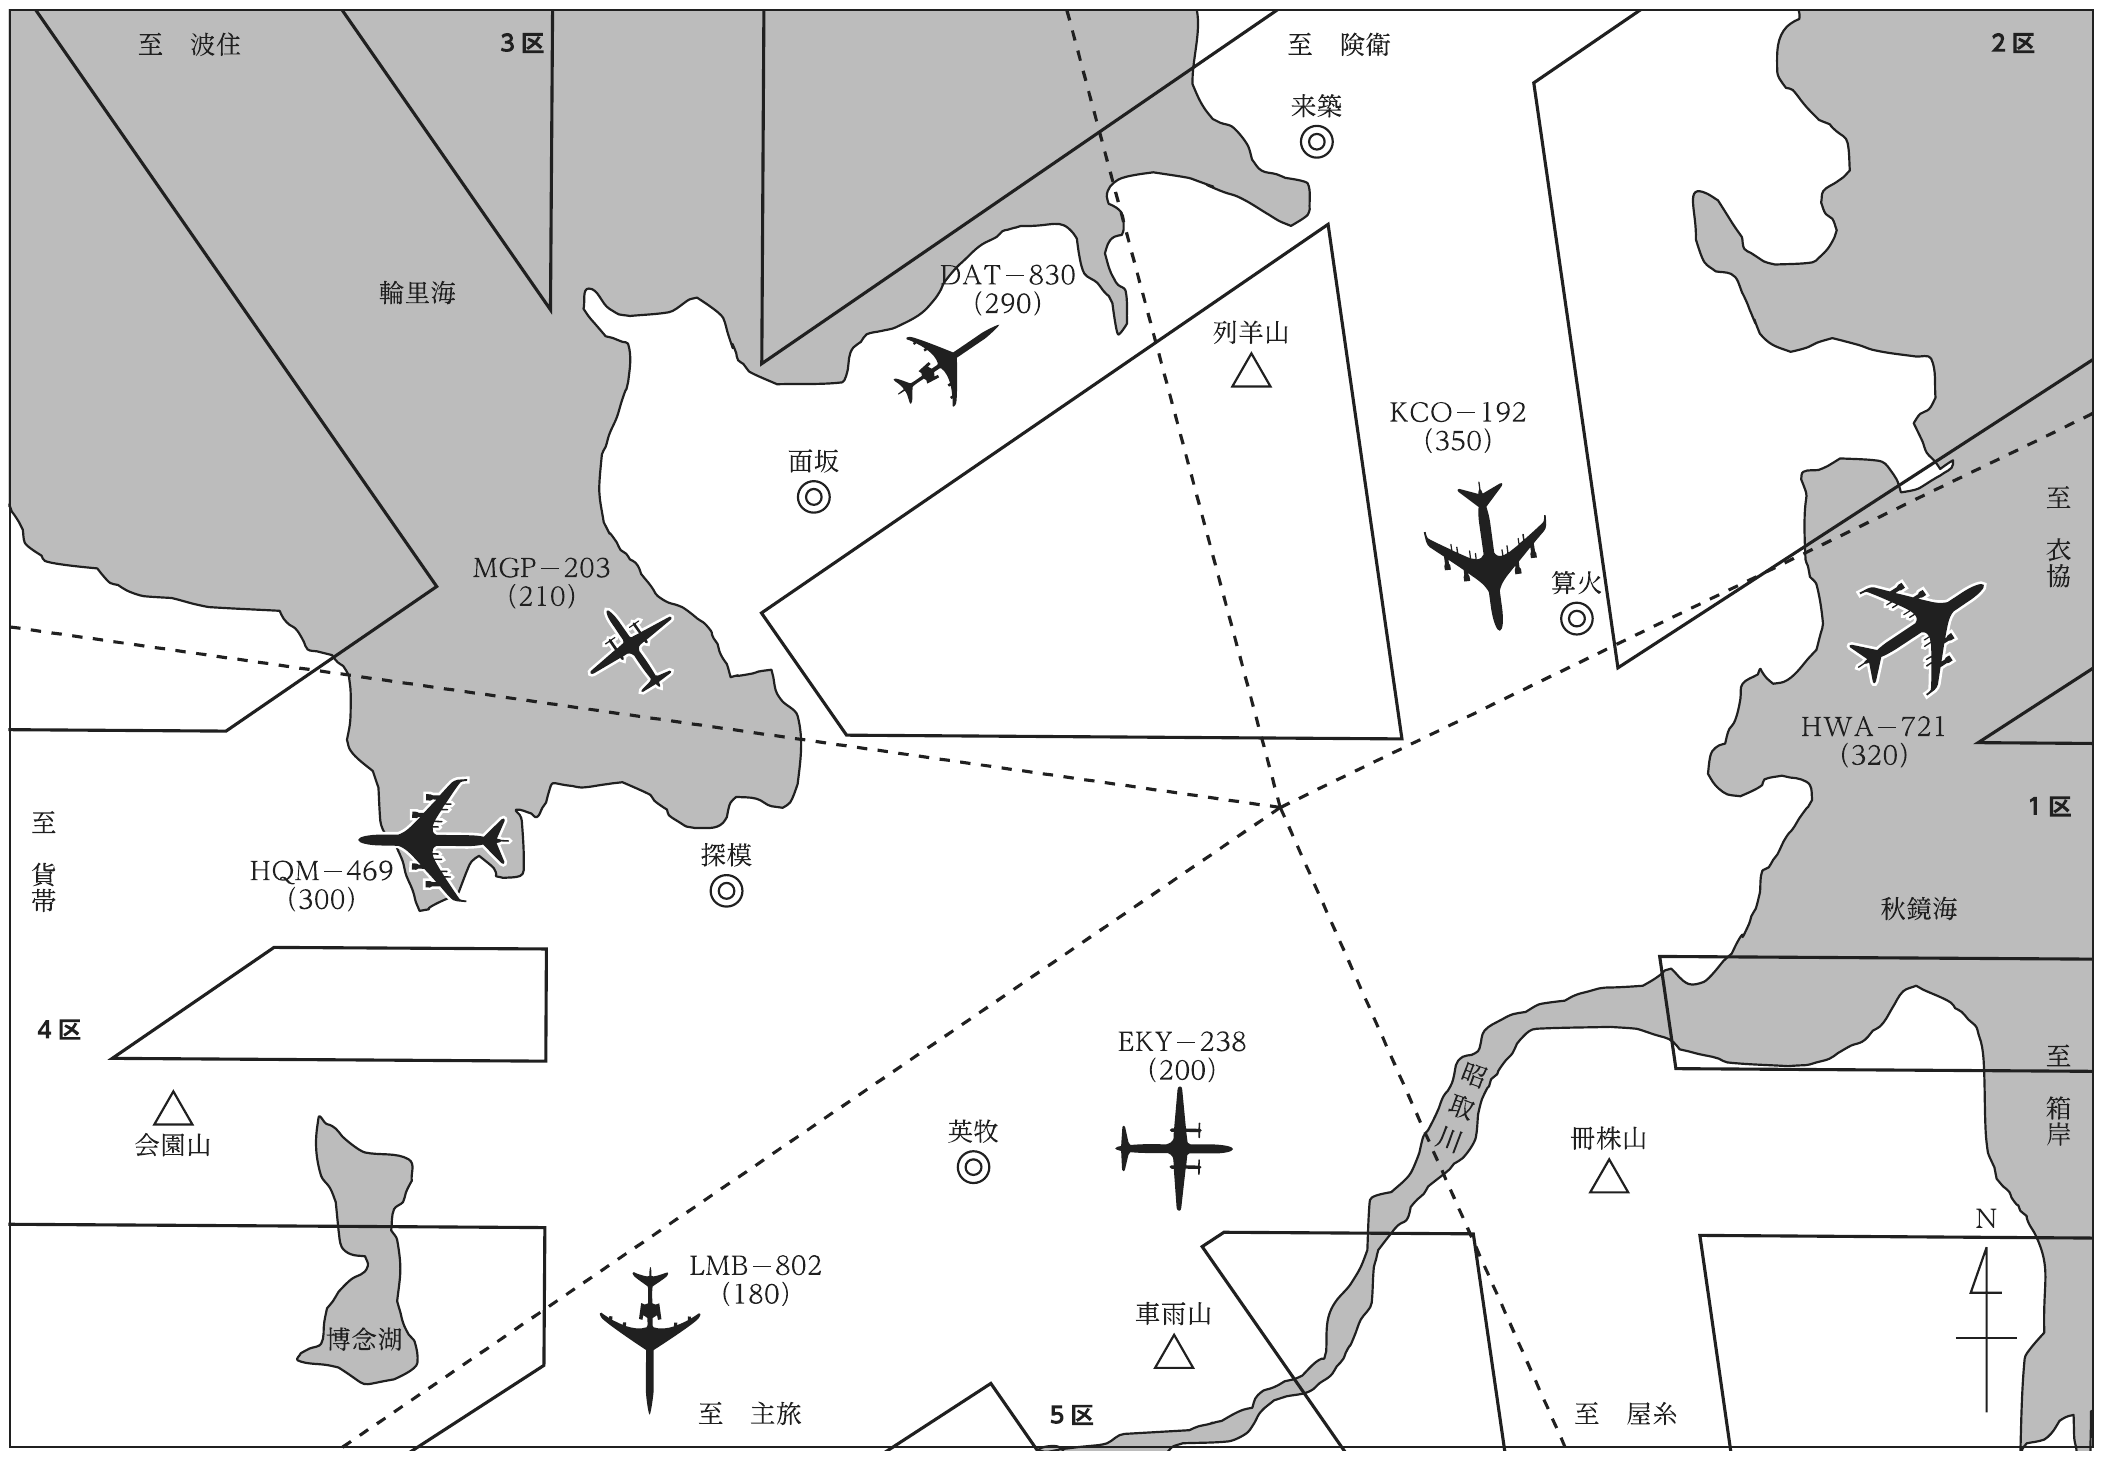 至　波住
3区
至　険衛
2区
来築
輪里海
DAT－830
(290)
列羊山
KCO－192
(350)
面坂
至　衣協
MGP－203
(210)
算火
HWA－721
(320)
1区
至　貨帯
HQM－469
(300)
探模
秋鏡海
4区
EKY－238
(200)
昭取川
至　箱岸
会園山
英牧
冊株山
N
LMB－802
(180)
博念湖
車雨山
至　主旅
5区
至　屋糸